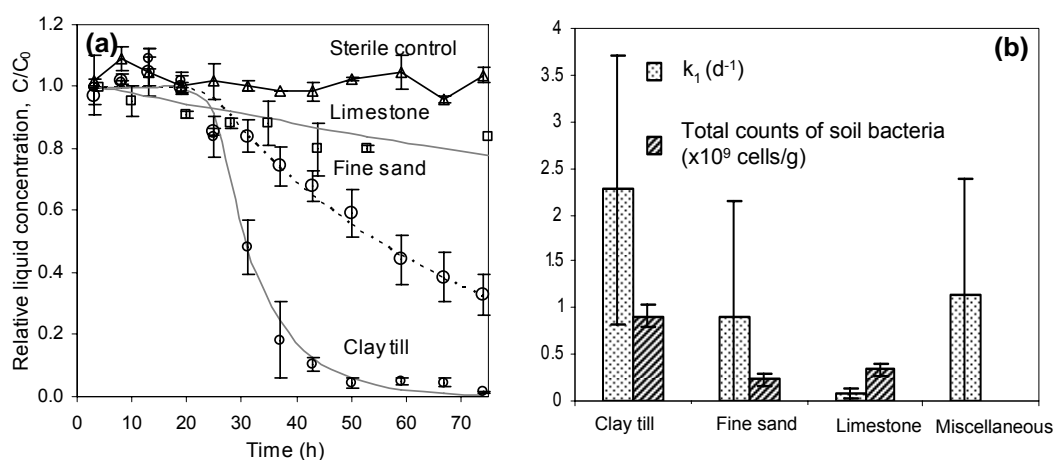 (a)
Sterile control
Limestone
Fine sand
Clay till
Relative liquid concentration, C/C₀
1.2
1.0
0.8
0.6
0.4
0.2
0.0
0 10 20 30 40 50 60 70
Time (h)
(b)
k₁ (d⁻¹)
Total counts of soil bacteria
(x10⁹ cells/g)
4
3.5
3
2.5
2
1.5
1
0.5
0
Clay till Fine sand Limestone Miscellaneous